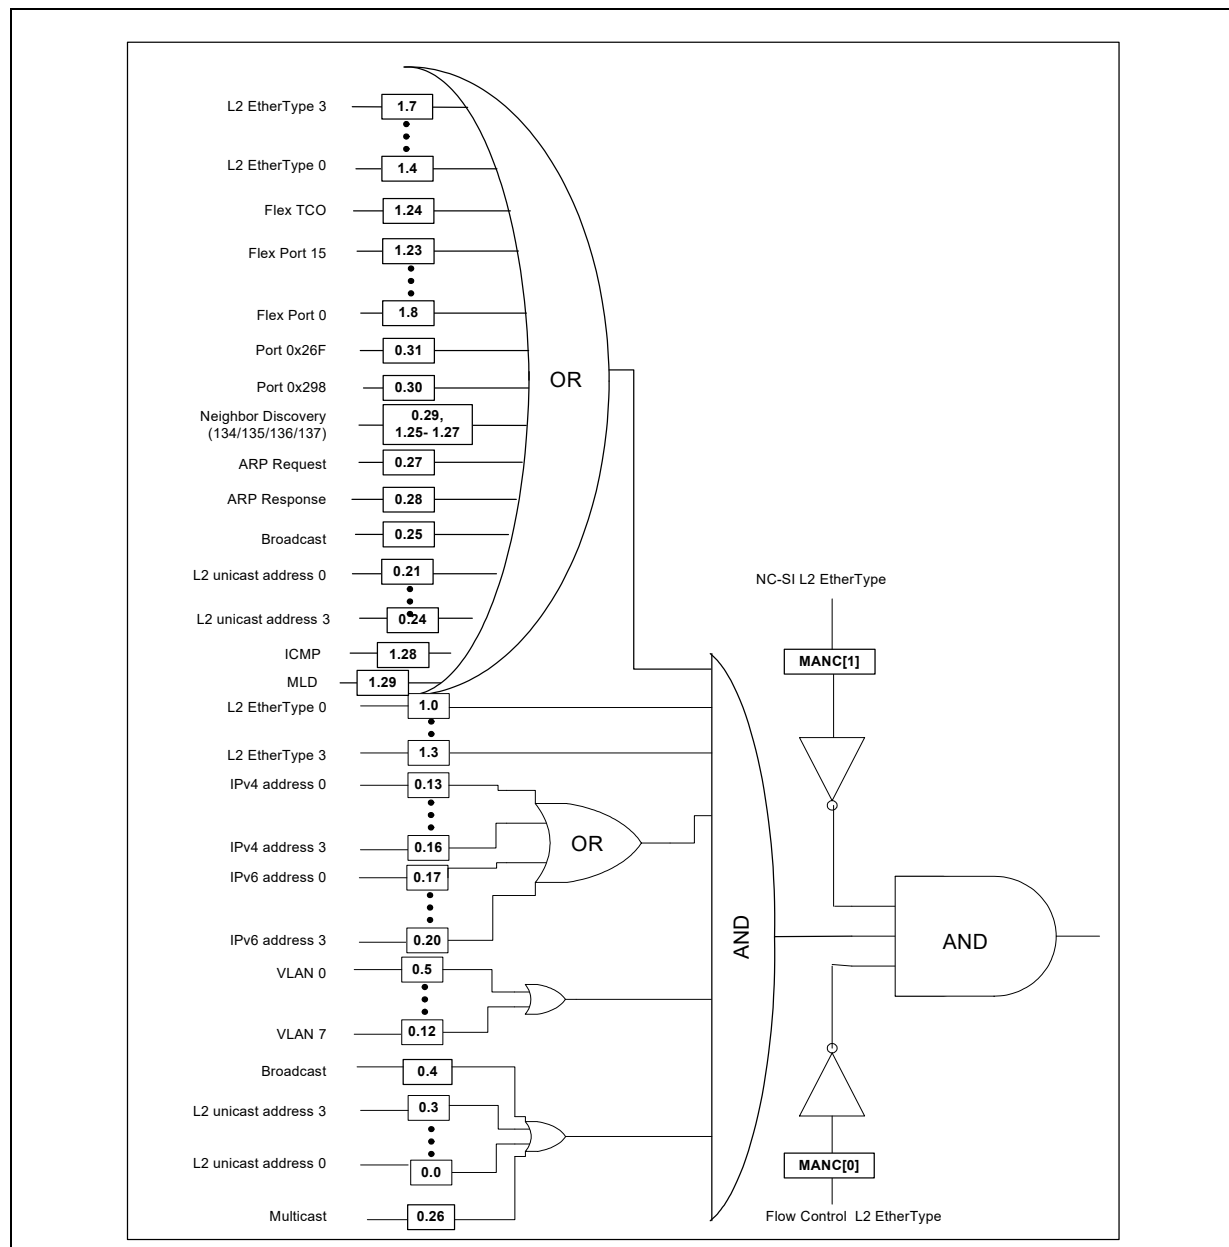 L2 EtherType 3 1.7
L2 EtherType 0 1.4
Flex TCO 1.24
Flex Port 15 1.23
Flex Port 0 1.8
Port 0x26F 0.31
OR
Port 0x298 0.30
Neighbor Discovery
(134/135/136/137)
0.29,
1.25- 1.27
ARP Request 0.27
ARP Response 0.28
Broadcast 0.25
L2 unicast address 0 0.21
L2 unicast address 3 0.24
ICMP 1.28
MLD 1.29
L2 EtherType 0 1.0
L2 EtherType 3 1.3
IPv4 address 0 0.13
IPv4 address 3 0.16
OR
IPv6 address 0 0.17
IPv6 address 3 0.20
VLAN 0 0.5
VLAN 7 0.12
Broadcast 0.4
L2 unicast address 3 0.3
L2 unicast address 0 0.0
Multicast 0.26
AND
NC-SI L2 EtherType
MANC[1]
AND
MANC[0]
Flow Control L2 EtherType